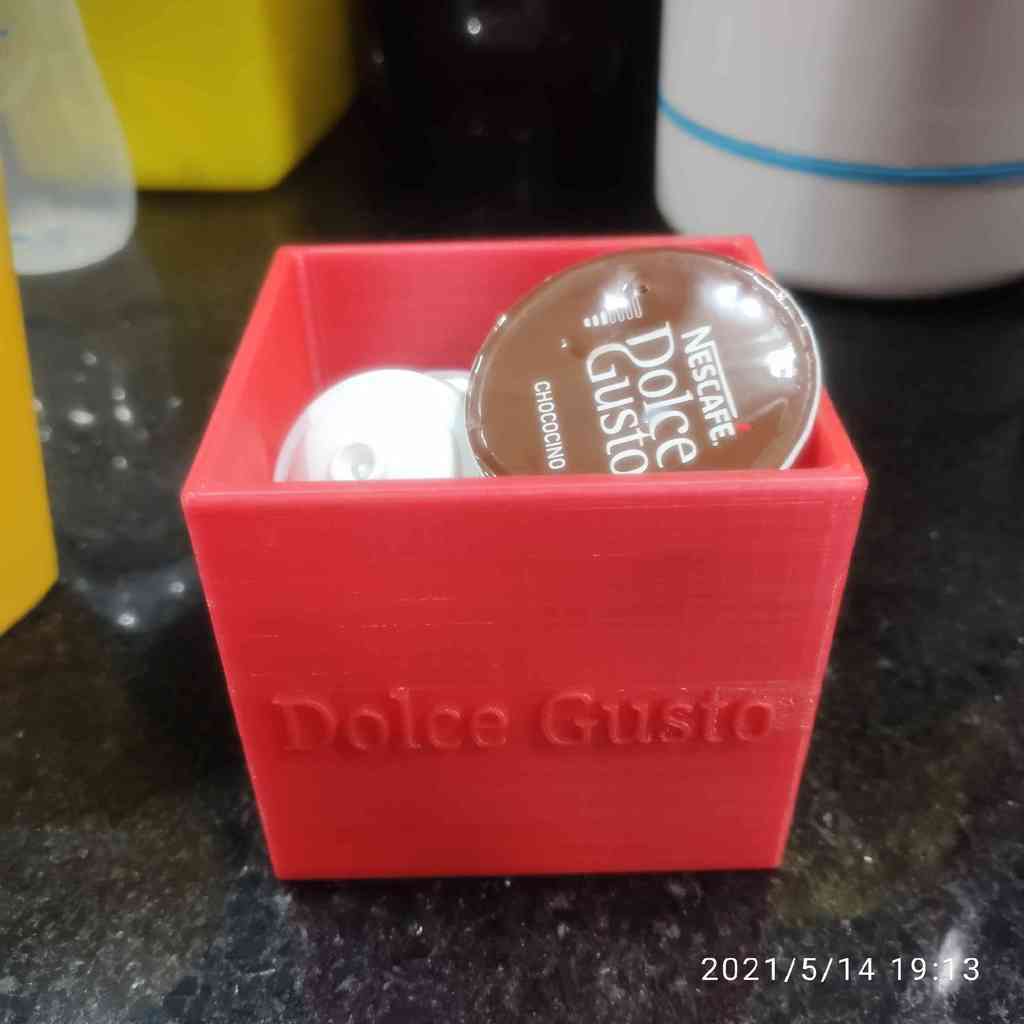 NESCAFÉ.
Dolce
Gusto
CHOCOCINO
Dolce Gusto
2021/5/14 19:13